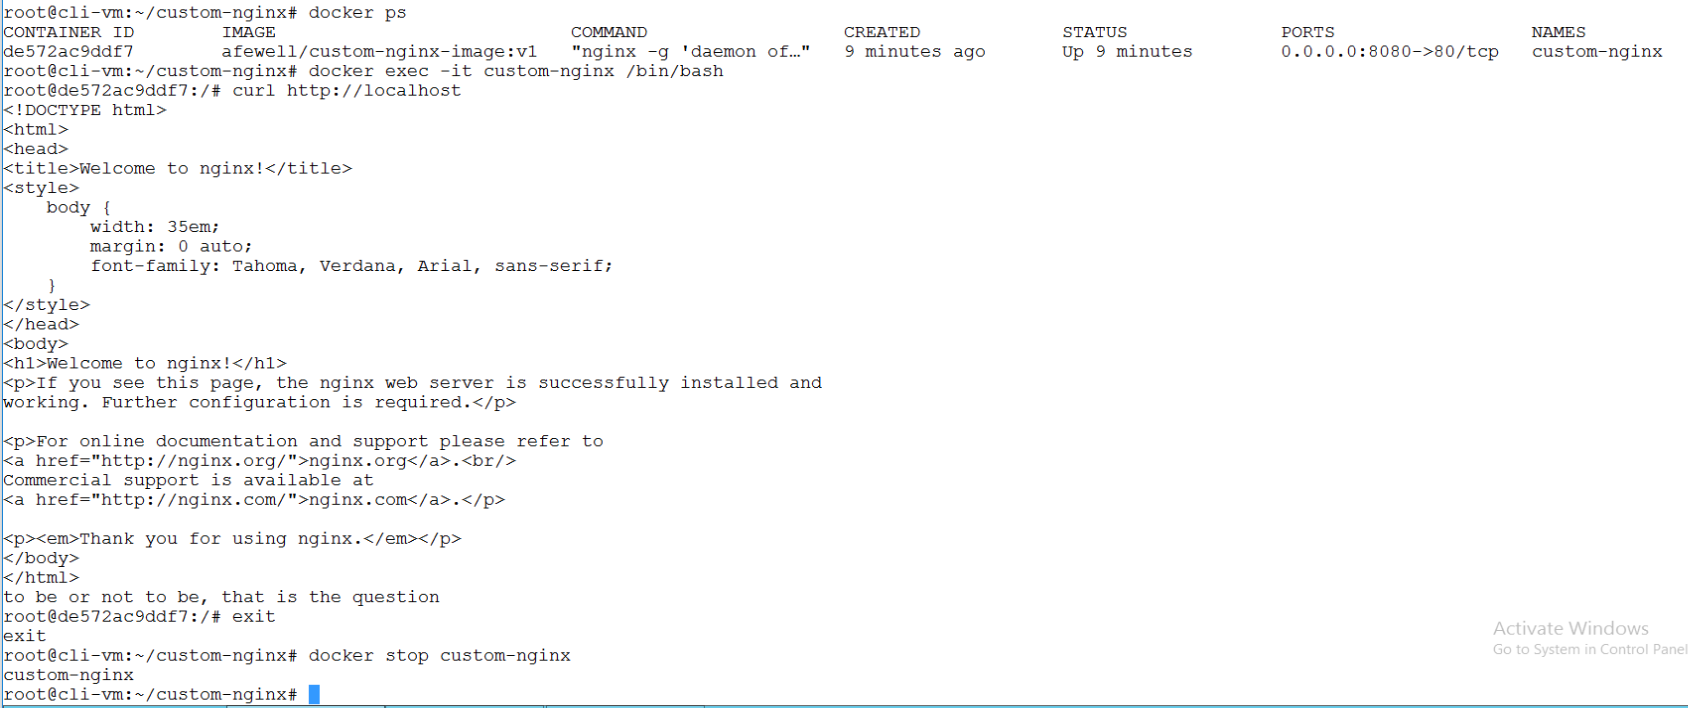 root@cli-vm:~/custom-nginx# docker ps
CONTAINER ID        IMAGE                           COMMAND                  CREATED             STATUS              PORTS                  NAMES
de572ac9ddf7        afewell/custom-nginx-image:v1   "nginx -g 'daemon of…"   9 minutes ago       Up 9 minutes        0.0.0.0:8080->80/tcp   custom-nginx
root@cli-vm:~/custom-nginx# docker exec -it custom-nginx /bin/bash
root@de572ac9ddf7:/# curl http://localhost
<!DOCTYPE html>
<html>
<head>
<title>Welcome to nginx!</title>
<style>
    body {
        width: 35em;
        margin: 0 auto;
        font-family: Tahoma, Verdana, Arial, sans-serif;
    }
</style>
</head>
<body>
<h1>Welcome to nginx!</h1>
<p>If you see this page, the nginx web server is successfully installed and
working. Further configuration is required.</p>

<p>For online documentation and support please refer to
<a href="http://nginx.org/">nginx.org</a>.<br/>
Commercial support is available at
<a href="http://nginx.com/">nginx.com</a>.</p>

<p><em>Thank you for using nginx.</em></p>
</body>
</html>
to be or not to be, that is the question
root@de572ac9ddf7:/# exit
exit
root@cli-vm:~/custom-nginx# docker stop custom-nginx
custom-nginx
root@cli-vm:~/custom-nginx#
Activate Windows
Go to System in Control Panel